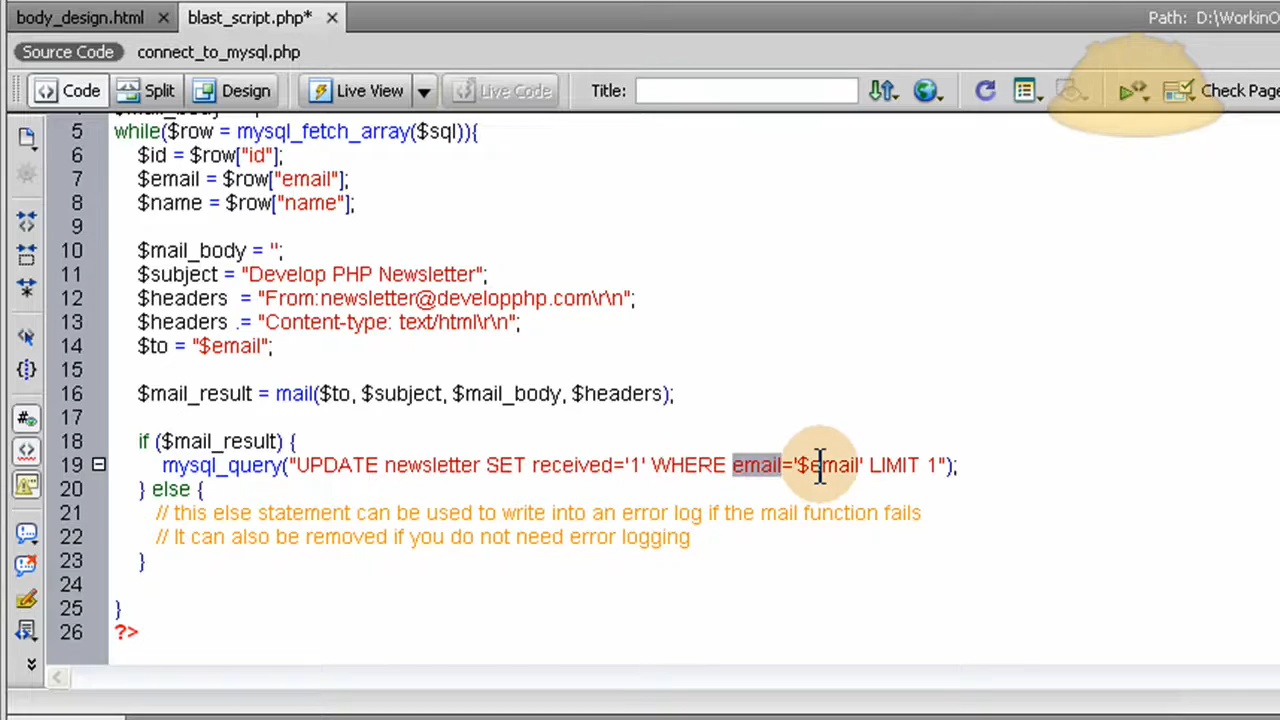 body_design.html × blast_script.php* × Path: D:\WorkinO
Source Code connect_to_mysql.php
Code Split Design Live View Live Code Title: Check Page
5 while($row = mysql_fetch_array($sql)){
6 $id = $row["id"];
7 $email = $row["email"];
8 $name = $row["name"];
9
10 $mail_body = '';
11 $subject = "Develop PHP Newsletter";
12 $headers = "From:newsletter@developphp.com\r\n";
13 $headers .= "Content-type: text/html\r\n";
14 $to = "$email";
15
16 $mail_result = mail($to, $subject, $mail_body, $headers);
17
18 if ($mail_result) {
19 mysql_query("UPDATE newsletter SET received='1' WHERE email='$email' LIMIT 1");
20 } else {
21 // this else statement can be used to write into an error log if the mail function fails
22 // It can also be removed if you do not need error logging
23 }
24
25 }
26 ?>